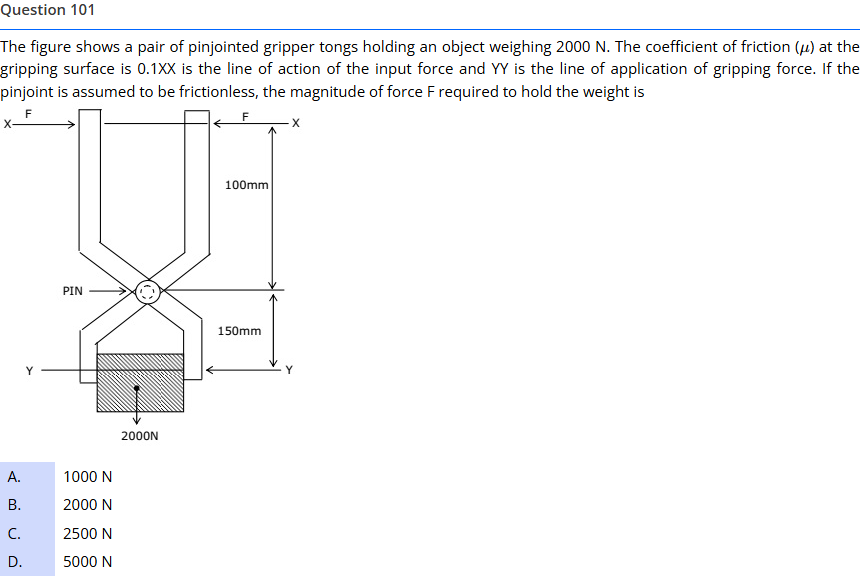 Question 101
The figure shows a pair of pinjointed gripper tongs holding an object weighing 2000 N. The coefficient of friction (μ) at the
gripping surface is 0.1XX is the line of action of the input force and YY is the line of application of gripping force. If the
pinjoint is assumed to be frictionless, the magnitude of force F required to hold the weight is
F F
X X
100mm
PIN
150mm
Y Y
2000N
A. 1000 N
B. 2000 N
C. 2500 N
D. 5000 N